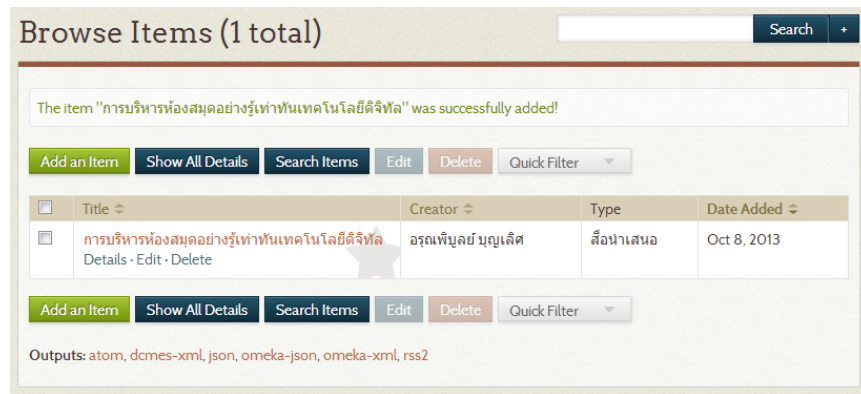 Browse Items (1 total)
Search +
The item "การบริหารห้องสมุดอย่างรู้เท่าทันเทคโนโลยีดิจิทัล" was successfully added!
Add an Item Show All Details Search Items Edit Delete Quick Filter
Title Creator Type Date Added
การบริหารห้องสมุดอย่างรู้เท่าทันเทคโนโลยีดิจิทัล อรุณพิบูลย์ บุญเลิศ สื่อนำเสนอ Oct 8, 2013
Details · Edit · Delete
Add an Item Show All Details Search Items Edit Delete Quick Filter
Outputs: atom, dcmes-xml, json, omeka-json, omeka-xml, rss2